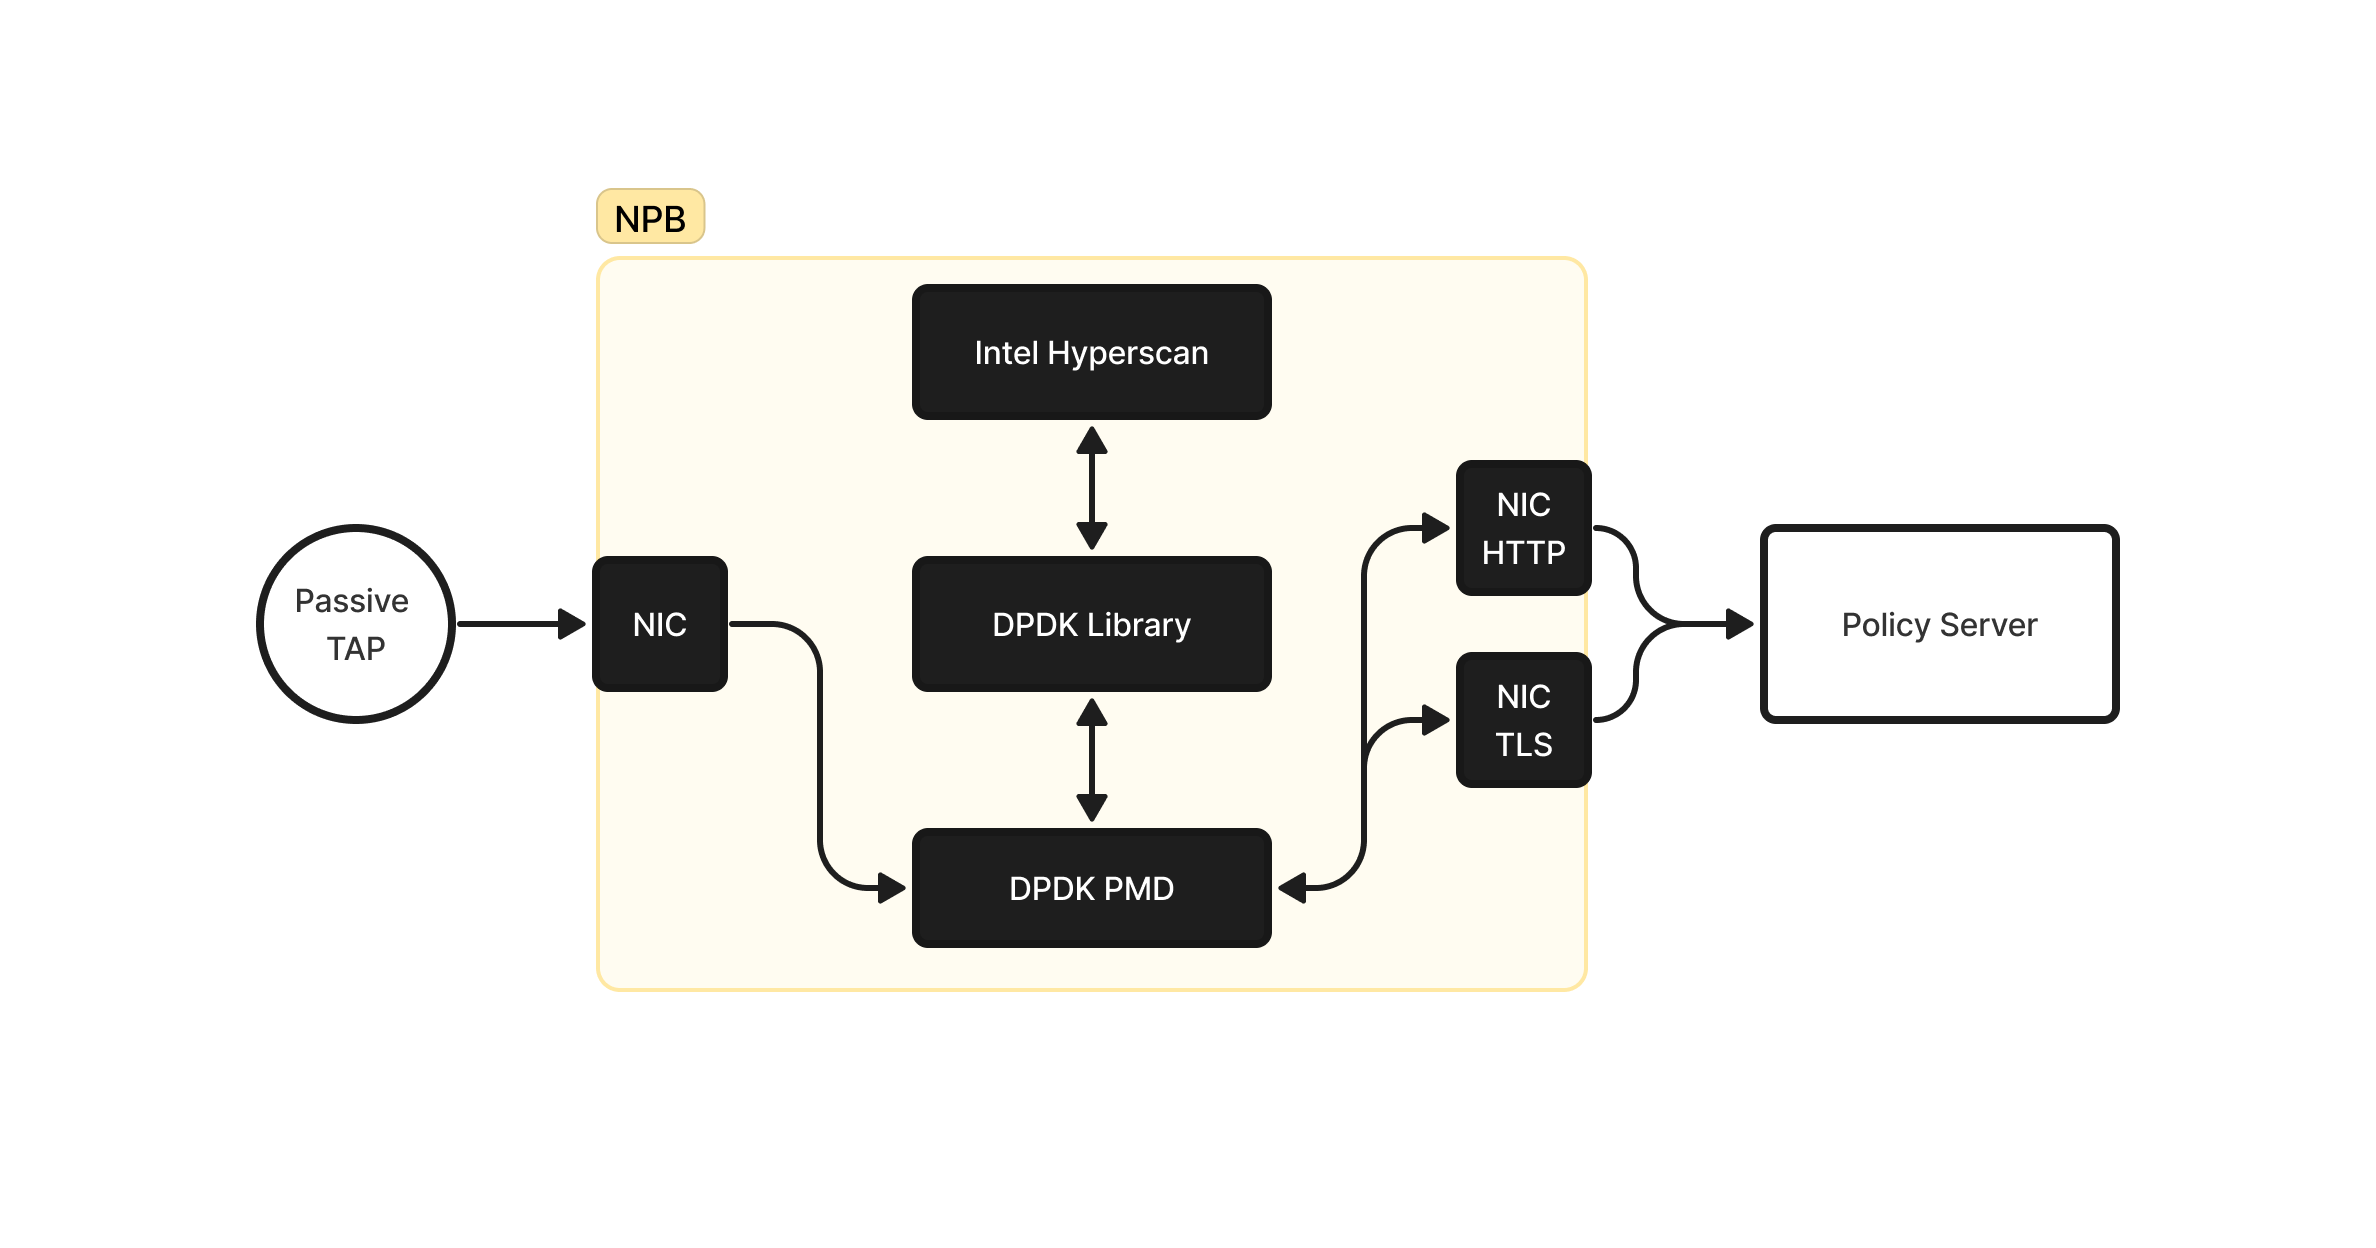 NPB
Intel Hyperscan
Passive
TAP
NIC
DPDK Library
DPDK PMD
NIC
HTTP
NIC
TLS
Policy Server